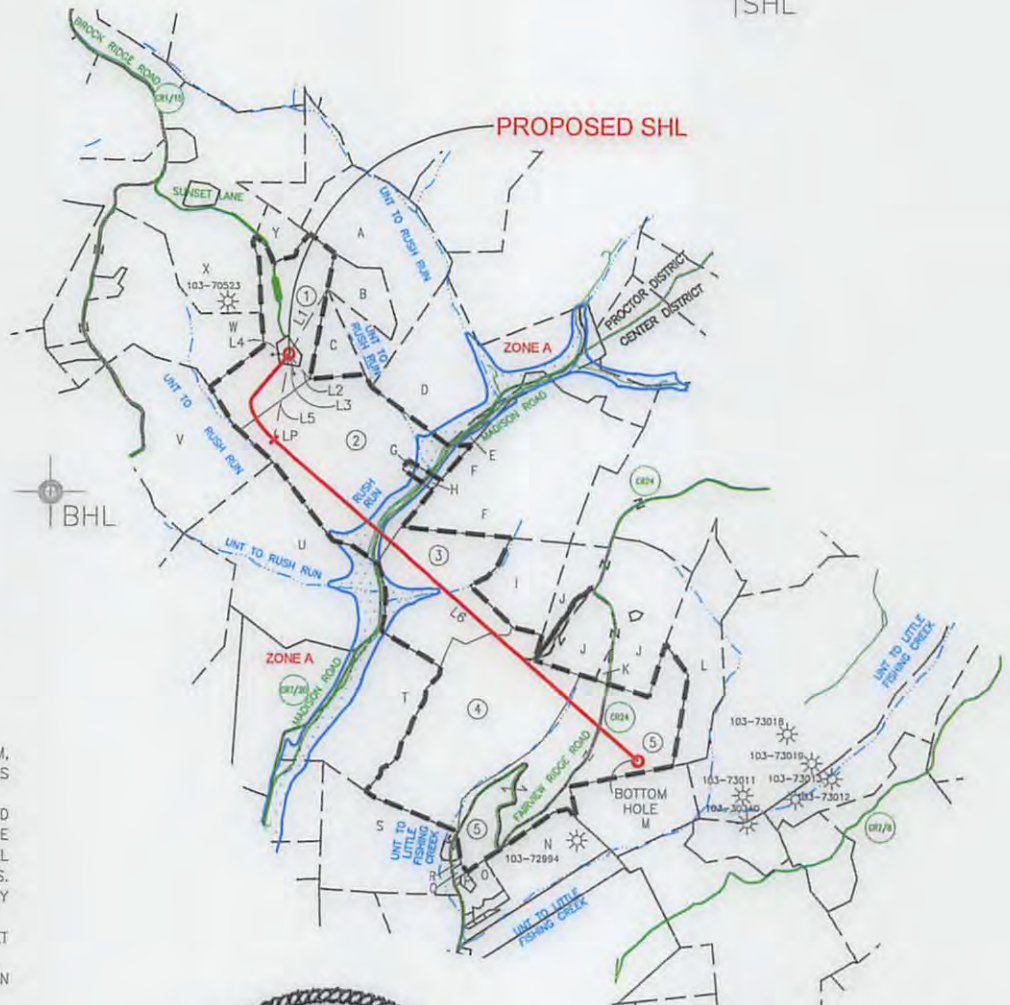 SHL
BROCK RIDGE ROAD
CR1/15
PROPOSED SHL
SUNSET LANE
UNT TO RUSH RUN
Y
A
X
103-70523
1
L1
B
PROCTOR DISTRICT
CENTER DISTRICT
W
L4
C
UNT TO
RUSH RUN
ZONE A
L2
L3
D
UNT TO
RUSH RUN
L5
MADISON ROAD
V
LP
2
G
E
F
CR24
BHL
RUSH
RUN
H
F
U
UNT TO RUSH RUN
3
I
J
L6
J
J
K
L
UNT TO LITTLE
FISHING CREEK
ZONE A
MADISON ROAD
T
4
CR24
103-73018
103-73019
5
103-73011
103-73013
FAIRVIEW RIDGE ROAD
BOTTOM
HOLE
M
103-73012
S
UNT TO
LITTLE
FISHING
CREEK
5
N
103-72994
R
Q
P
O
UNT TO LITTLE
FISHING CREEK
M,
S
D
E
L
S.
Y
T
N